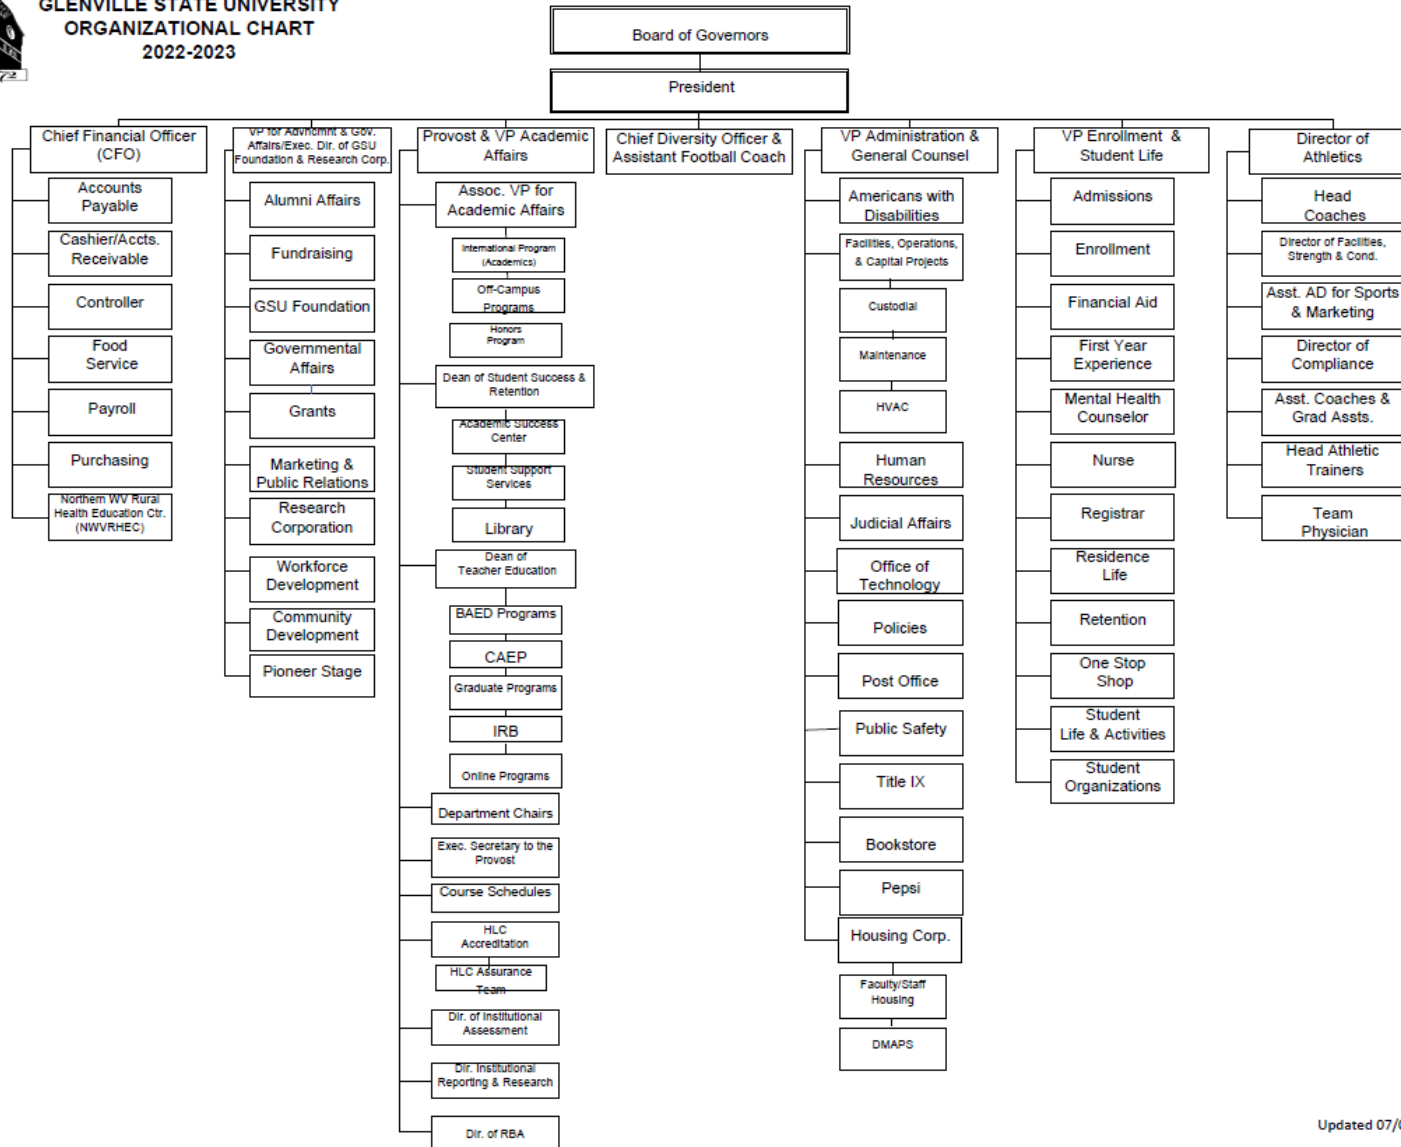 GLENVILLE STATE UNIVERSITY
ORGANIZATIONAL CHART
2022-2023
Board of Governors
President
Chief Financial Officer
(CFO)
Accounts
Payable
Cashier/Accts.
Receivable
Controller
Food
Service
Payroll
Purchasing
Northern WV Rural
Health Education Ctr.
(NWVRHEC)
VP for Advncmnt & Gov.
Affairs/Exec. Dir. of GSU
Foundation & Research Corp.
Alumni Affairs
Fundraising
GSU Foundation
Governmental
Affairs
Grants
Marketing &
Public Relations
Research
Corporation
Workforce
Development
Community
Development
Pioneer Stage
Provost & VP Academic
Affairs
Assoc. VP for
Academic Affairs
International Program
(Academics)
Off-Campus
Programs
Honors
Program
Dean of Student Success &
Retention
Academic Success
Center
Student Support
Services
Library
Dean of
Teacher Education
BAED Programs
CAEP
Graduate Programs
IRB
Online Programs
Department Chairs
Exec. Secretary to the
Provost
Course Schedules
HLC
Accreditation
HLC Assurance
Team
Dir. of Institutional
Assessment
Dir. Institutional
Reporting & Research
Dir. of RBA
Chief Diversity Officer &
Assistant Football Coach
VP Administration &
General Counsel
Americans with
Disabilities
Facilities, Operations,
& Capital Projects
Custodial
Maintenance
HVAC
Human
Resources
Judicial Affairs
Office of
Technology
Policies
Post Office
Public Safety
Title IX
Bookstore
Pepsi
Housing Corp.
Faculty/Staff
Housing
DMAPS
VP Enrollment &
Student Life
Admissions
Enrollment
Financial Aid
First Year
Experience
Mental Health
Counselor
Nurse
Registrar
Residence
Life
Retention
One Stop
Shop
Student
Life & Activities
Student
Organizations
Director of
Athletics
Head
Coaches
Director of Facilities,
Strength & Cond.
Asst. AD for Sports
& Marketing
Director of
Compliance
Asst. Coaches &
Grad Assts.
Head Athletic
Trainers
Team
Physician
Updated 07/